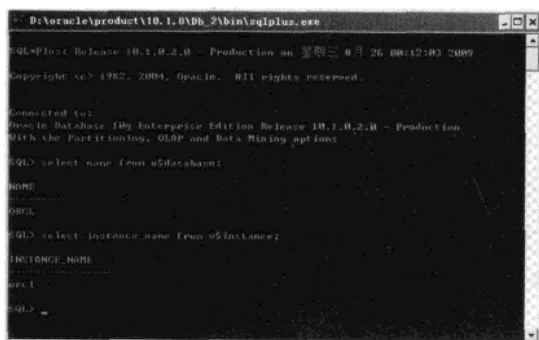 D:\oracle\product\10.1.0\Db_2\bin\sqlplus.exe
SQL*Plus: Release 10.1.0.2.0 - Production on 星期三 8月 26 00:12:03 2009
Copyright (c) 1982, 2004, Oracle.  All rights reserved.
Connected to:
Oracle Database 10g Enterprise Edition Release 10.1.0.2.0 - Production
With the Partitioning, OLAP and Data Mining options
SQL> select name from v$database;
NAME
---------
ORCL
SQL> select instance_name from v$instance;
INSTANCE_NAME
----------------
orcl
SQL> _